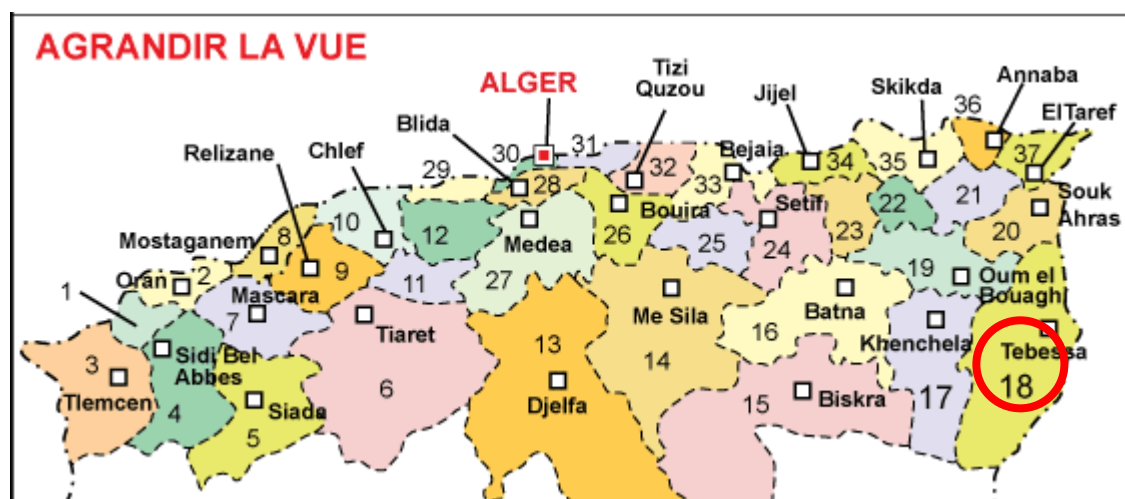 AGRANDIR LA VUE
ALGER
Tizi
Quzou
Jijel
Skikda
Annaba
36
ElTaref
Blida
30
31
Relizane
Chlef
29
28
32
Bejaia
33
34
35
37
Mostaganem
8
10
12
Medea
26
Bouira
Setif
22
21
Souk
Ahras
20
Oran
2
9
11
27
25
24
23
19
Oum el
Bouaghi
1
Mascara
7
Tiaret
13
Me Sila
16
Batna
Khenchela
Tebessa
3
Sidi Bel
Abbes
6
14
18
Tlemcen
4
Siada
5
Djelfa
15
Biskra
17